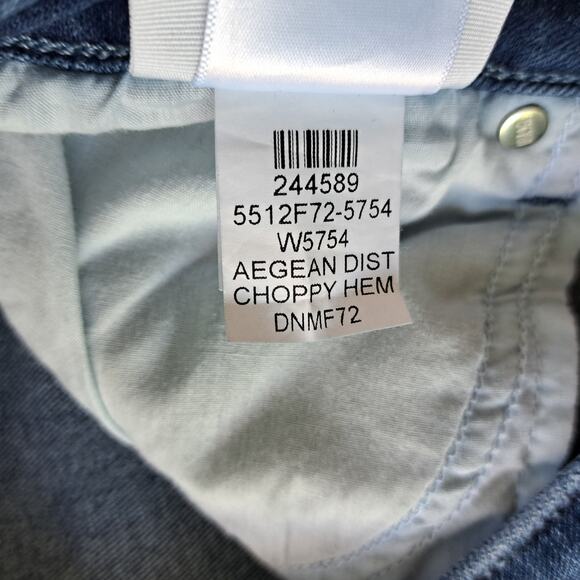 244589
5512F72-5754
W5754
AEGEAN DIST
CHOPPY HEM
DNMF72